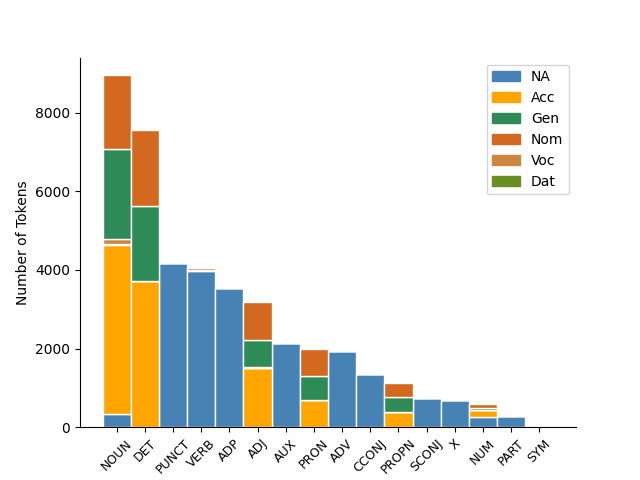 NA
Acc
Gen
Nom
Voc
Dat
Number of Tokens
8000
6000
4000
2000
0
NOUN
DET
PUNCT
VERB
ADP
ADJ
AUX
PRON
ADV
CCONJ
PROPN
SCONJ
X
NUM
PART
SYM